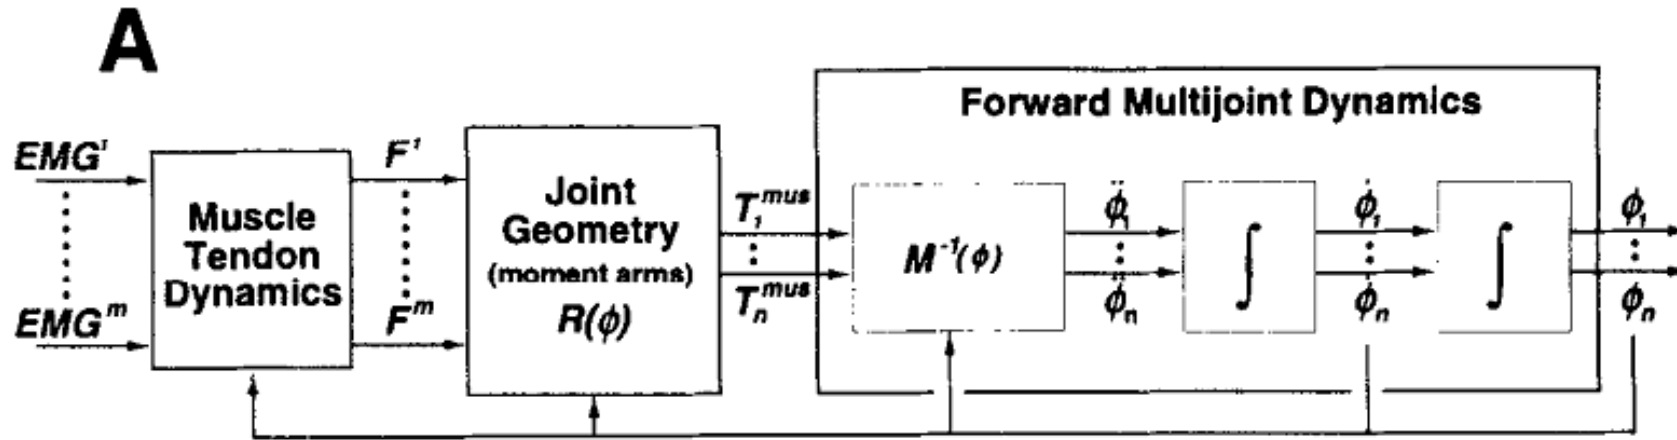 A
Forward Multijoint Dynamics
EMG¹
EMGᵐ
Muscle
Tendon
Dynamics
F¹
Fᵐ
Joint
Geometry
(moment arms)
R(ϕ)
T₁ᵐᵘˢ
Tₙᵐᵘˢ
M⁻¹(ϕ)
ϕ̈₁
ϕ̈ₙ
∫
ϕ̇₁
ϕ̇ₙ
∫
ϕ₁
ϕₙ